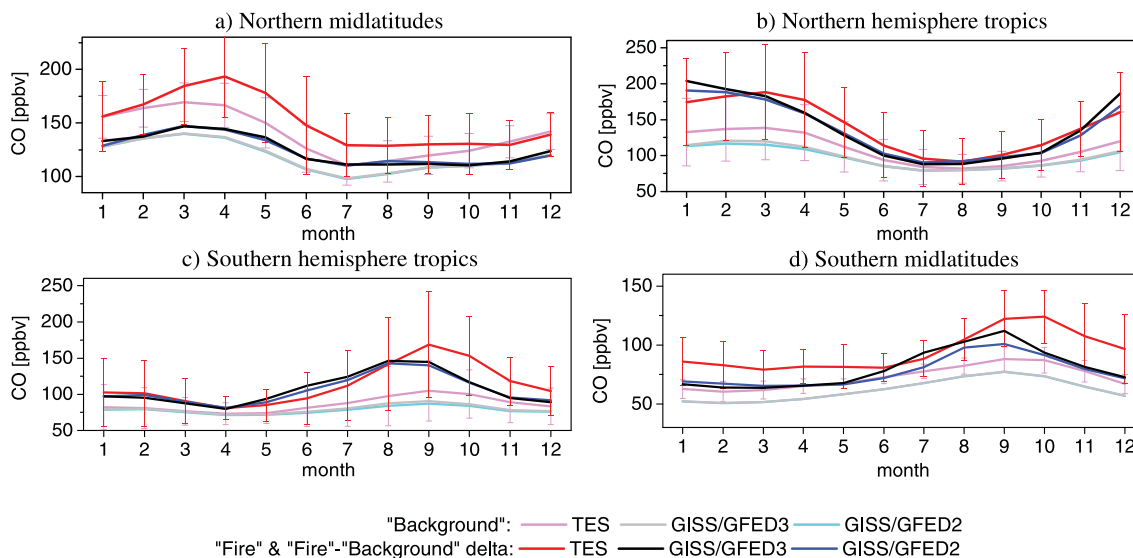 a) Northern midlatitudes
CO [ppbv]
200
150
100
1 2 3 4 5 6 7 8 9 10 11 12
month
b) Northern hemisphere tropics
CO [ppbv]
250
200
150
100
50
1 2 3 4 5 6 7 8 9 10 11 12
month
c) Southern hemisphere tropics
CO [ppbv]
250
200
150
100
50
1 2 3 4 5 6 7 8 9 10 11 12
month
d) Southern midlatitudes
CO [ppbv]
150
100
50
1 2 3 4 5 6 7 8 9 10 11 12
month
"Background": TES GISS/GFED3 GISS/GFED2
"Fire" & "Fire"-"Background" delta: TES GISS/GFED3 GISS/GFED2